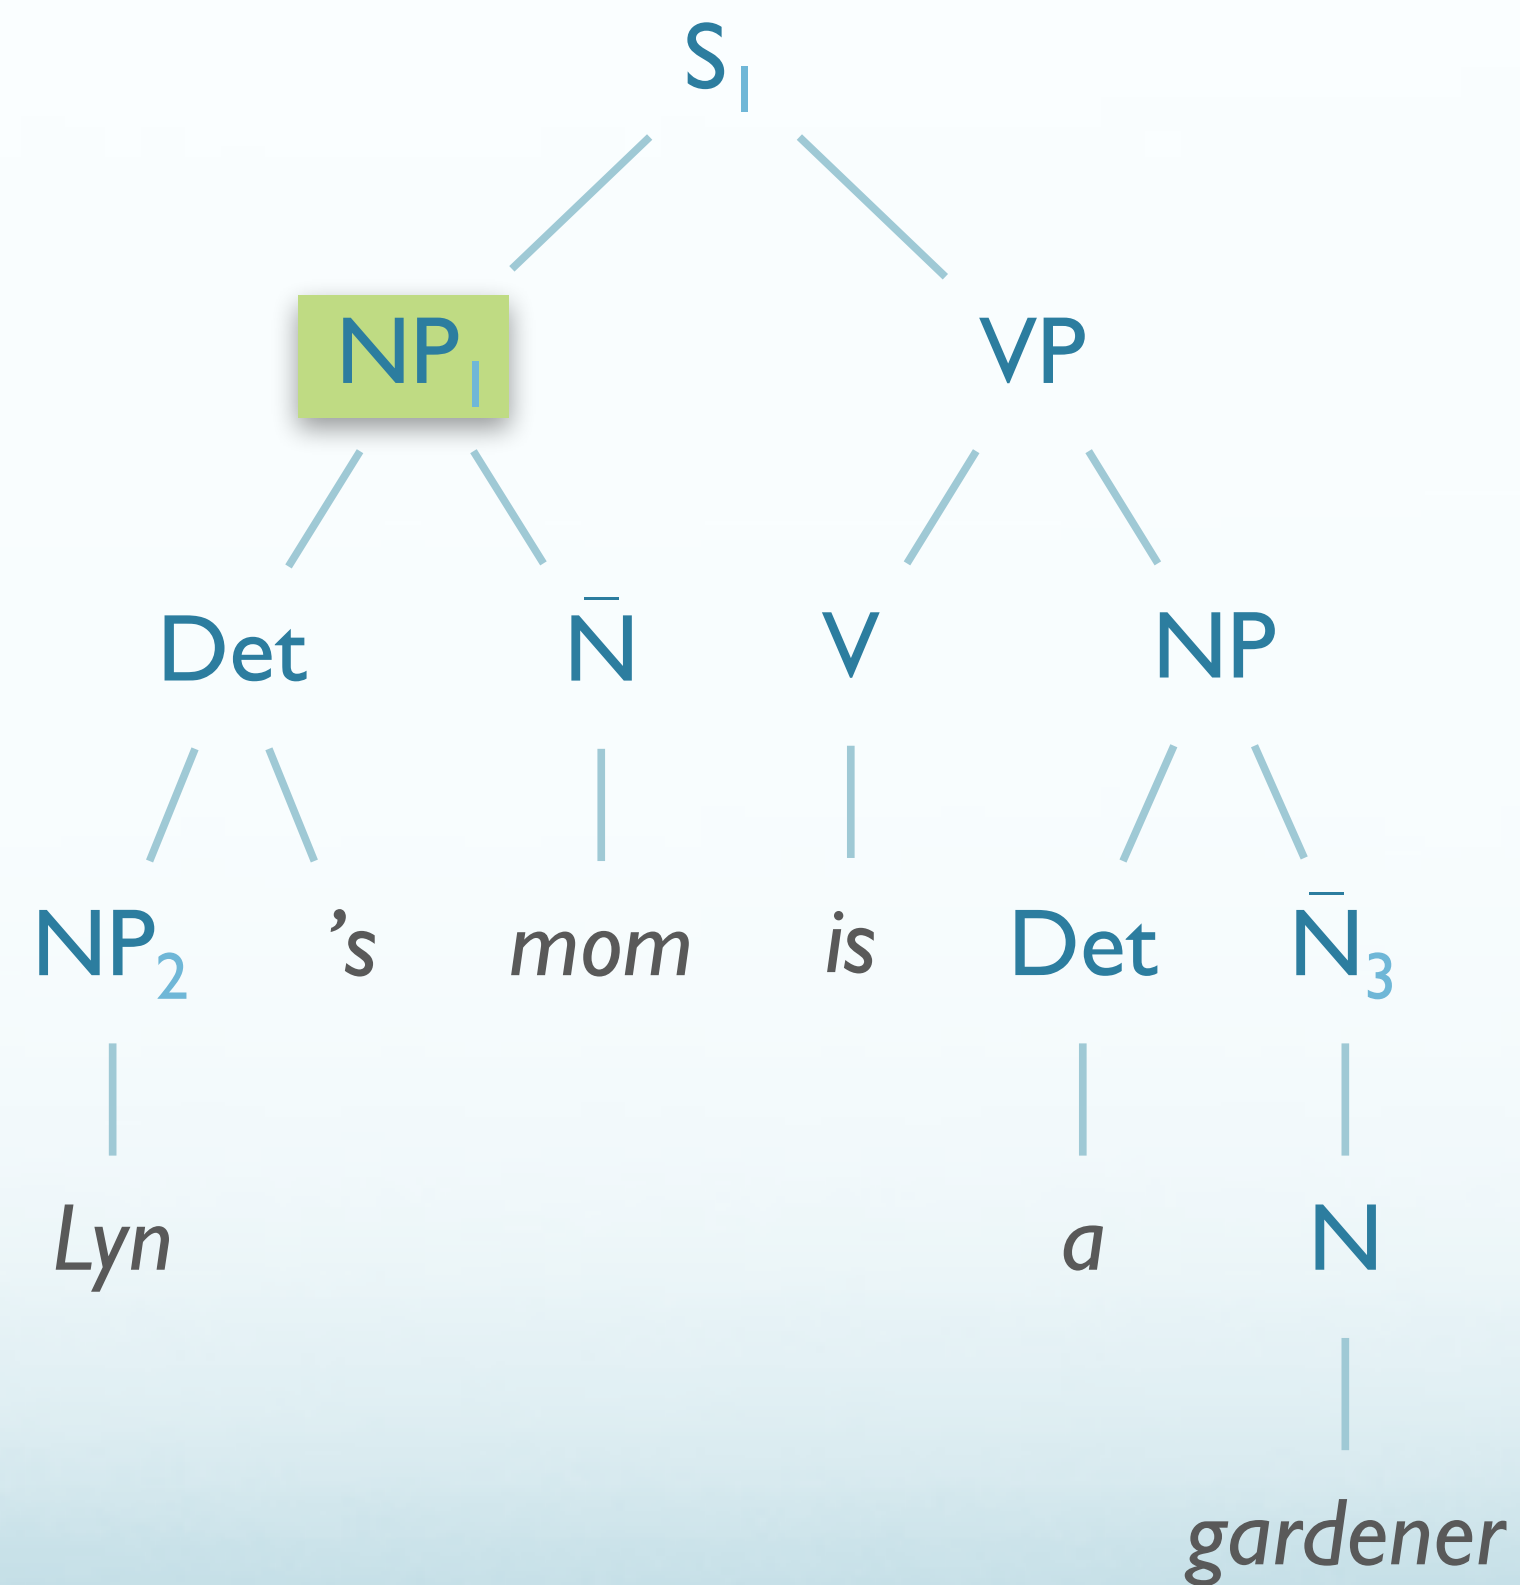 S1
NP1 VP
Det N̅ V NP
NP2 ’s mom is Det N̅3
Lyn a N
gardener